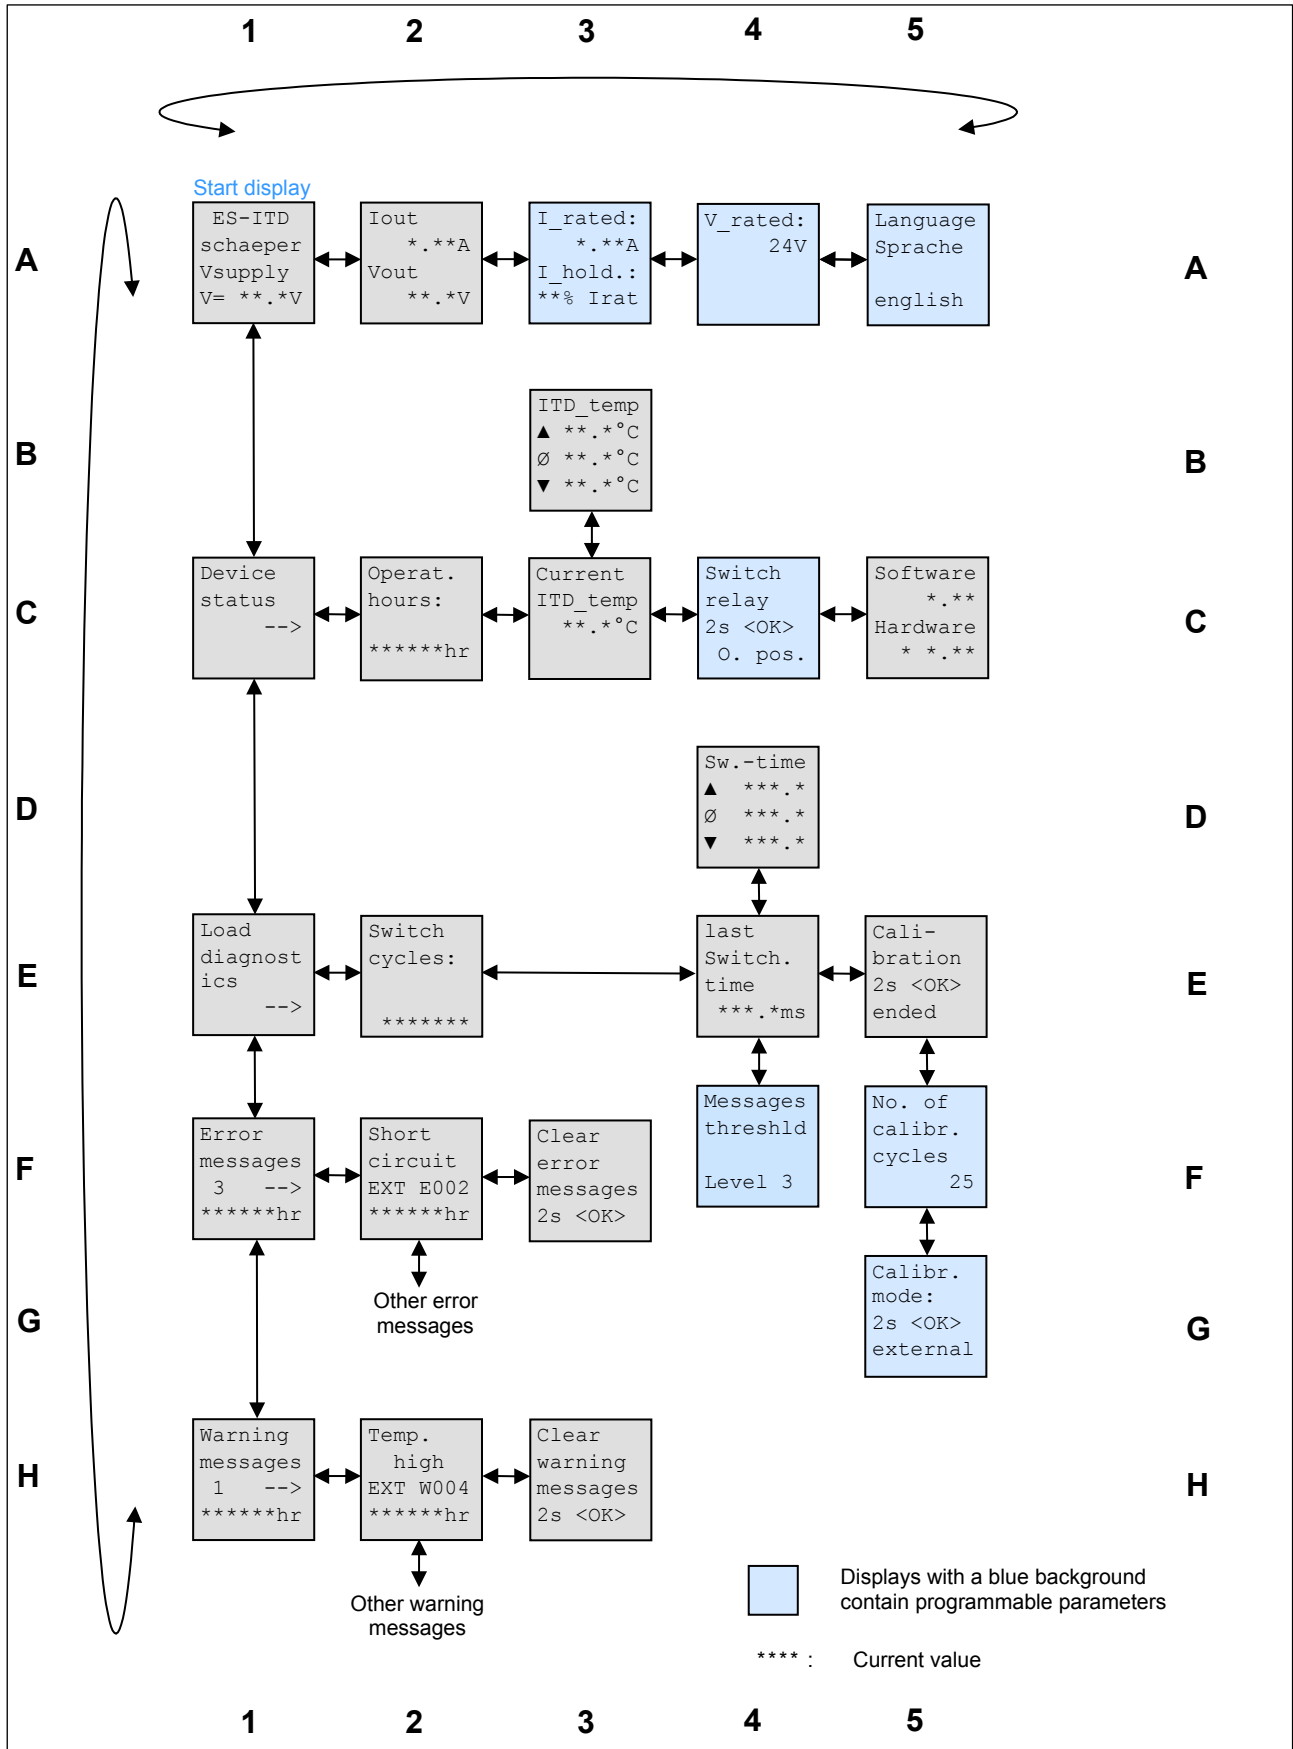 1 2 3 4 5
Start display
A
ES-ITD
schaeper
Vsupply
V= **.*V
Iout
*.**A
Vout
**.*V
I_rated:
*.**A
I_hold.:
**% Irat
V_rated:
24V
Language
Sprache
english
A
B
ITD_temp
▲ **.*°C
Ø **.*°C
▼ **.*°C
B
C
Device
status
-->
Operat.
hours:
******hr
Current
ITD_temp
**.*°C
Switch
relay
2s <OK>
O. pos.
Software
*.**
Hardware
* *.**
C
D
Sw.-time
▲ ***.*
Ø ***.*
▼ ***.*
D
E
Load
diagnost
ics
-->
Switch
cycles:
*******
last
Switch.
time
***.*ms
Cali-
bration
2s <OK>
ended
E
F
Error
messages
3 -->
******hr
Short
circuit
EXT E002
******hr
Clear
error
messages
2s <OK>
Messages
threshld
Level 3
No. of
calibr.
cycles
25
F
G
Other error
messages
Calibr.
mode:
2s <OK>
external
G
H
Warning
messages
1 -->
******hr
Temp.
high
EXT W004
******hr
Clear
warning
messages
2s <OK>
H
Other warning
messages
Displays with a blue background
contain programmable parameters
**** : Current value
1 2 3 4 5